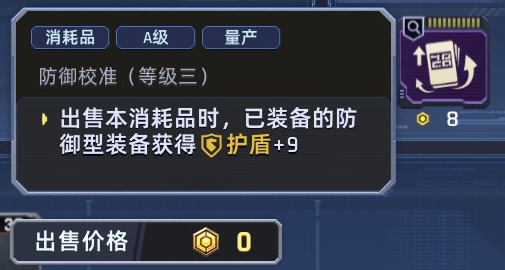 消耗品 A级 量产
防御校准（等级三）
出售本消耗品时，已装备的防
御型装备获得护盾+9
28
8
出售价格 0